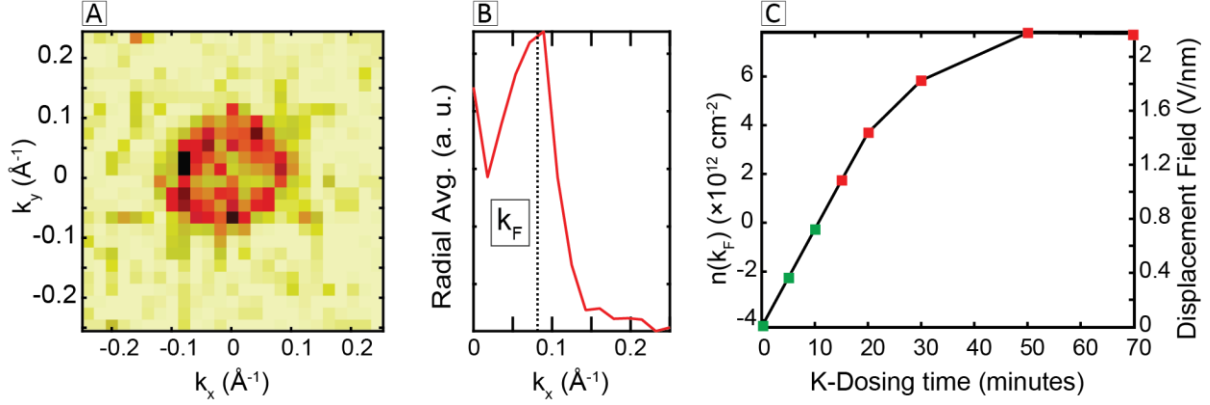 A
k_y (Å⁻¹)
0.2
0.1
0
-0.1
-0.2
-0.2 -0.1 0 0.1 0.2
k_x (Å⁻¹)
B
Radial Avg. (a. u.)
k_F
0 0.1 0.2
k_x (Å⁻¹)
C
n(k_F) (×10¹² cm⁻²)
6
4
2
0
-2
-4
0 10 20 30 40 50 60 70
K-Dosing time (minutes)
2
1.8
1.2
0.8
0.4
0
Displacement Field (V/nm)